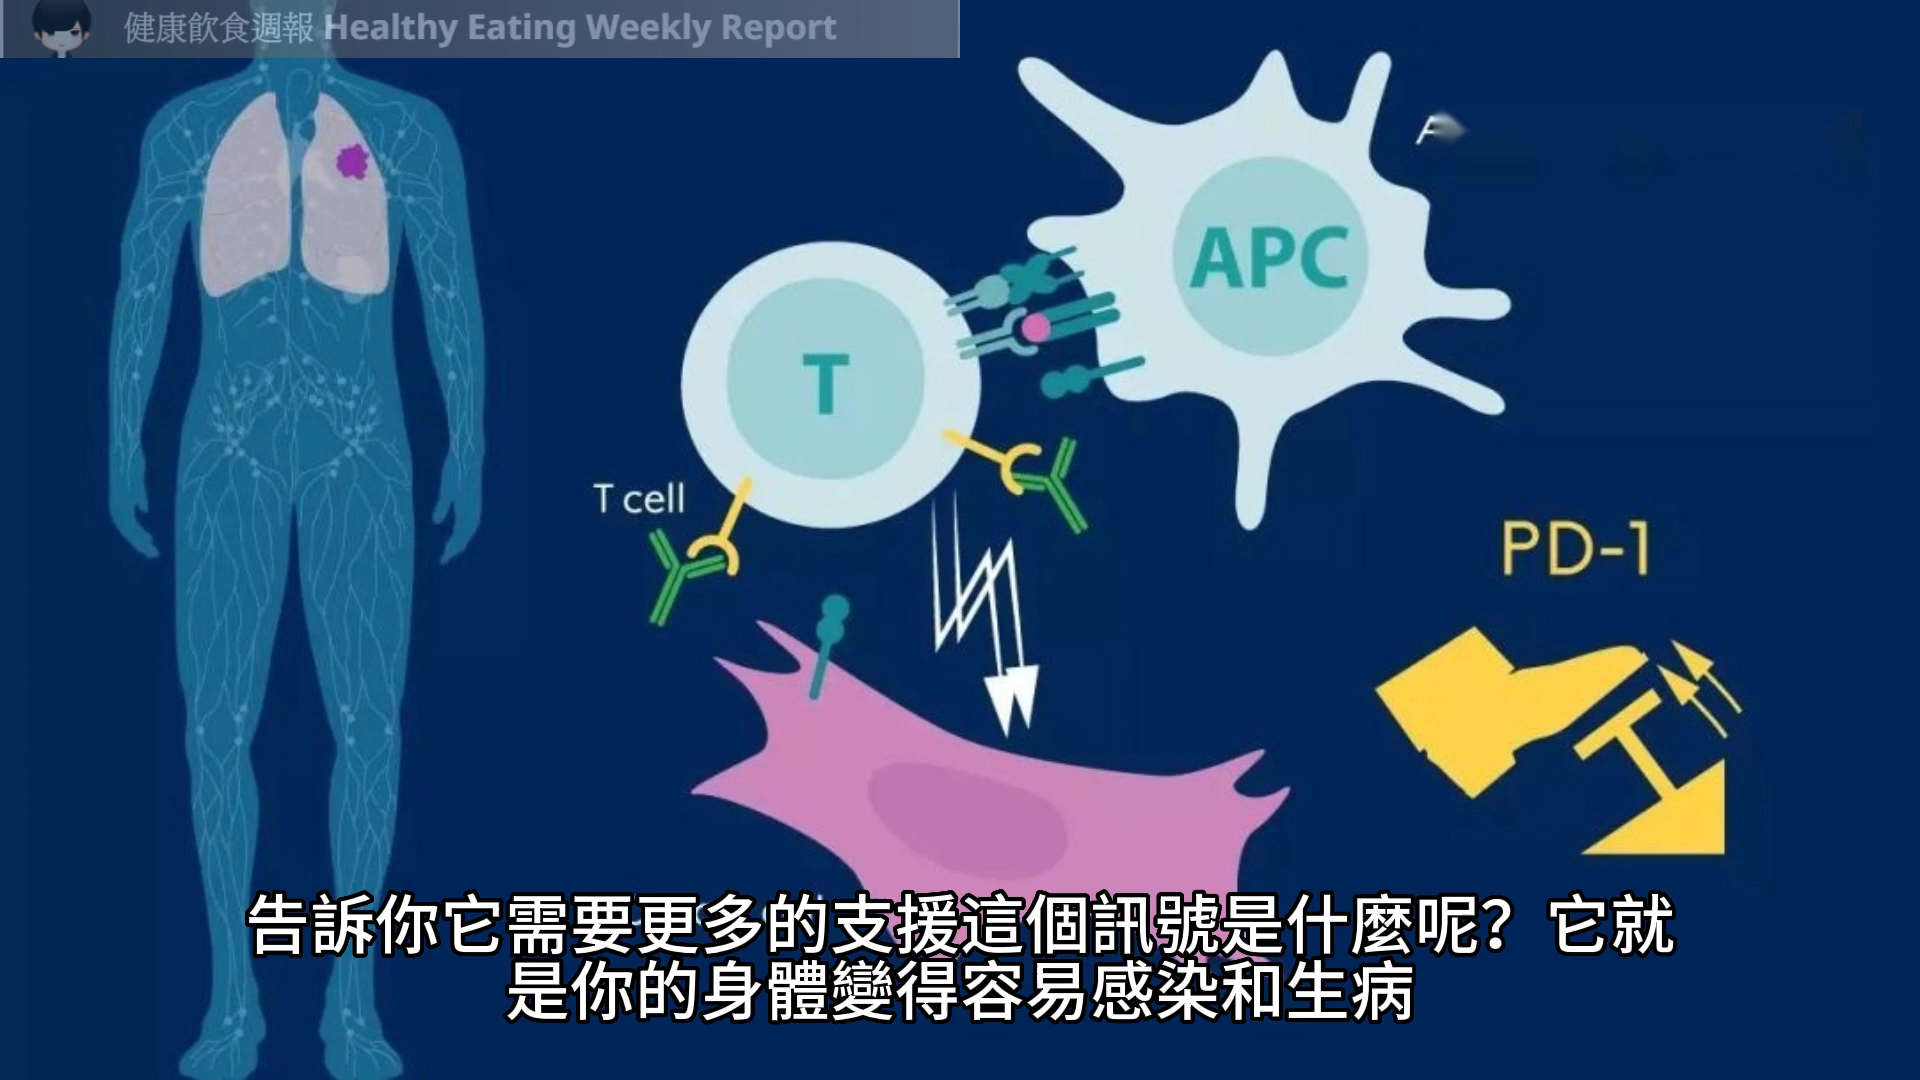 健康飲食週報 Healthy Eating Weekly Report
APC
T
T cell
PD-1
告訴你它需要更多的支援這個訊號是什麼呢？它就
是你的身體變得容易感染和生病